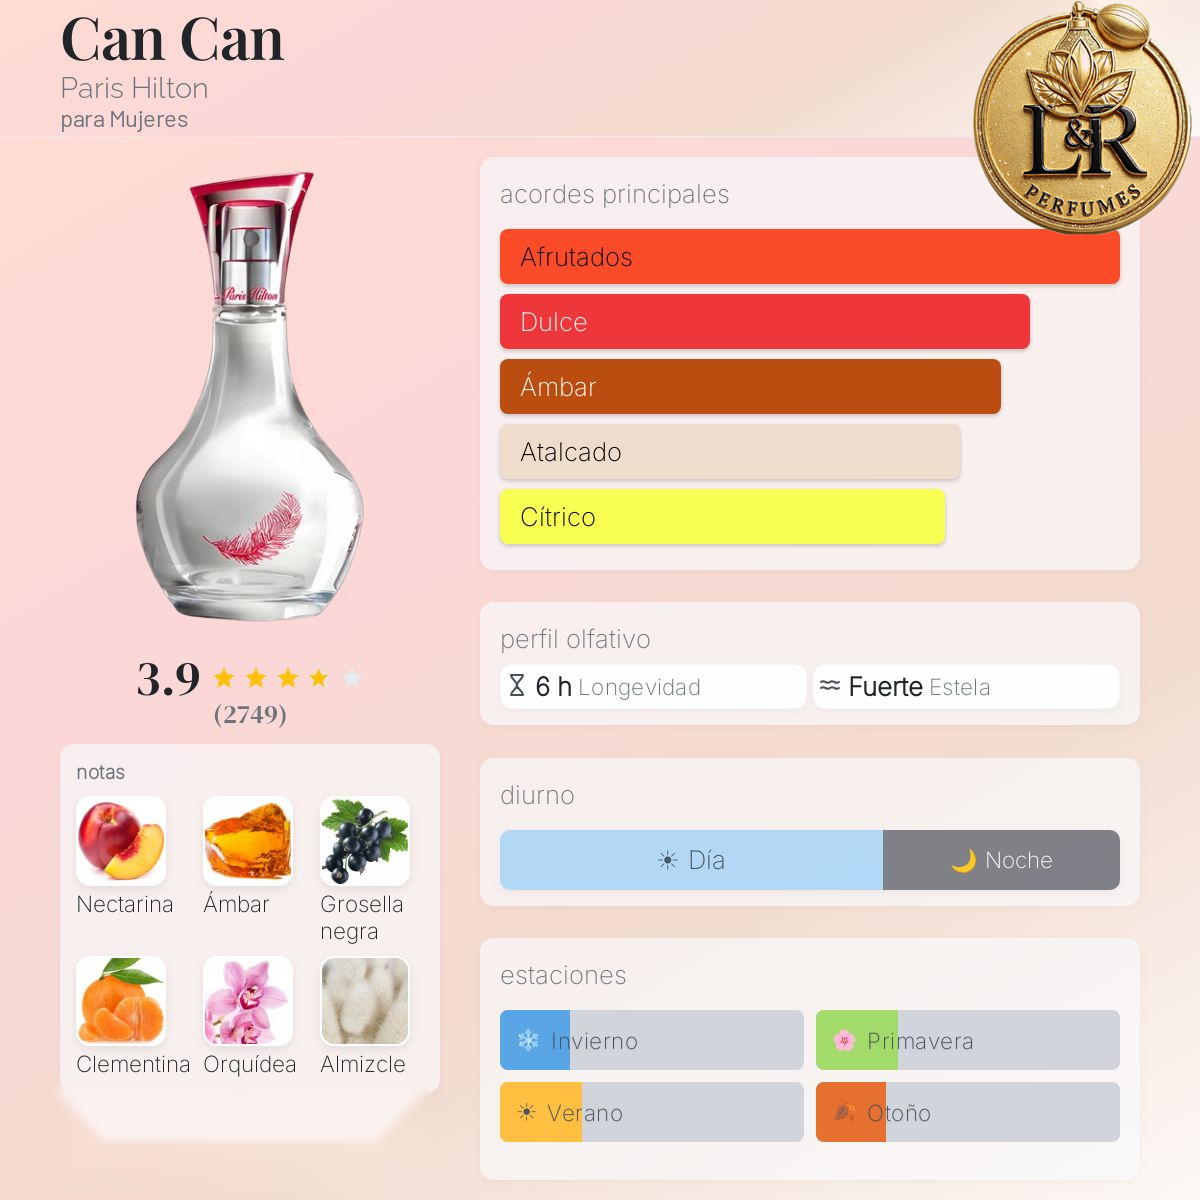 Can Can
Paris Hilton
para Mujeres
L&R
PERFUMES
Paris Hilton
3.9
(2749)
notas
Nectarina
Ámbar
Grosella
negra
Clementina
Orquídea
Almizcle
acordes principales
Afrutados
Dulce
Ámbar
Atalcado
Cítrico
perfil olfativo
6 h Longevidad
Fuerte Estela
diurno
Día
Noche
estaciones
Invierno
Primavera
Verano
Otoño